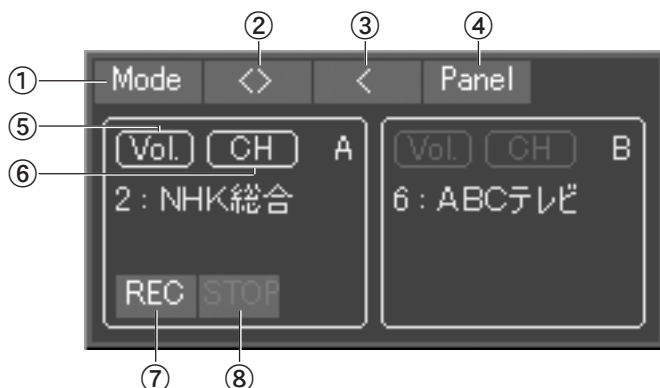 ② ③ ④
① Mode <> < Panel
⑤ Vol. CH A Vol. CH B
⑥
2 : NHK総合 6 : ABCテレビ
REC STOP
⑦ ⑧